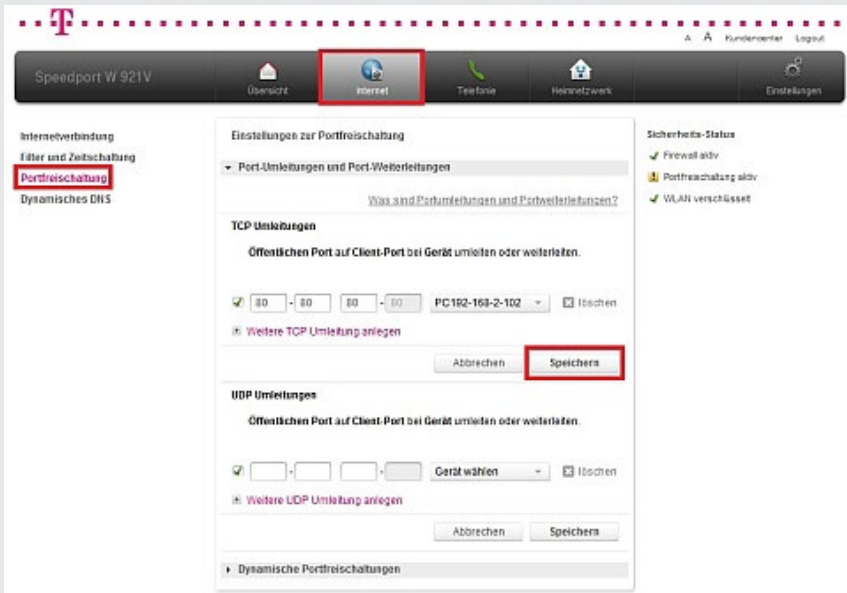 T
A A Kundencenter Logout
Speedport W 921V
Übersicht
Internet
Telefonie
Heimnetzwerk
Einstellungen
Internetverbindung
Filter und Zeitschaltung
Portfreischaltung
Dynamisches DNS
Einstellungen zur Portfreischaltung
Port-Umleitungen und Port-Weiterleitungen
Was sind Portumleitungen und Portweiterleitungen?
TCP Umleitungen
Öffentlichen Port auf Client-Port bei Gerät umleiten oder weiterleiten.
80 - 80 80 - 80 PC192-168-2-102 löschen
Weitere TCP Umleitung anlegen
Abbrechen Speichern
UDP Umleitungen
Öffentlichen Port auf Client-Port bei Gerät umleiten oder weiterleiten.
- - Gerät wählen löschen
Weitere UDP Umleitung anlegen
Abbrechen Speichern
Dynamische Portfreischaltungen
Sicherheits-Status
Firewall aktiv
Portfreischaltung aktiv
WLAN verschlüsselt